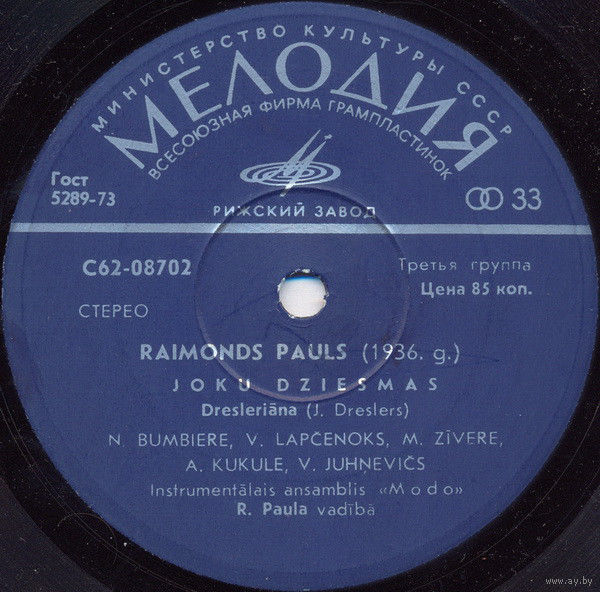 МИНИСТЕРСТВО КУЛЬТУРЫ СССР
МЕЛОДИЯ
ВСЕСОЮЗНАЯ ФИРМА ГРАМПЛАСТИНОК
Гост
5289-73
33
РИЖСКИЙ ЗАВОД
С62-08702
Третья группа
Цена 85 коп.
СТЕРЕО
RAIMONDS PAULS (1936. g.)
JOKU DZIESMAS
Dresleriāna (J. Dreslers)
N. BUMBIERE, V. LAPČENOKS, M. ZĪVERE,
A. KUKULE, V. JUHŅEVIČS
Instrumentālais ansamblis «Modo»
R. Paula vadībā
www.ay.by